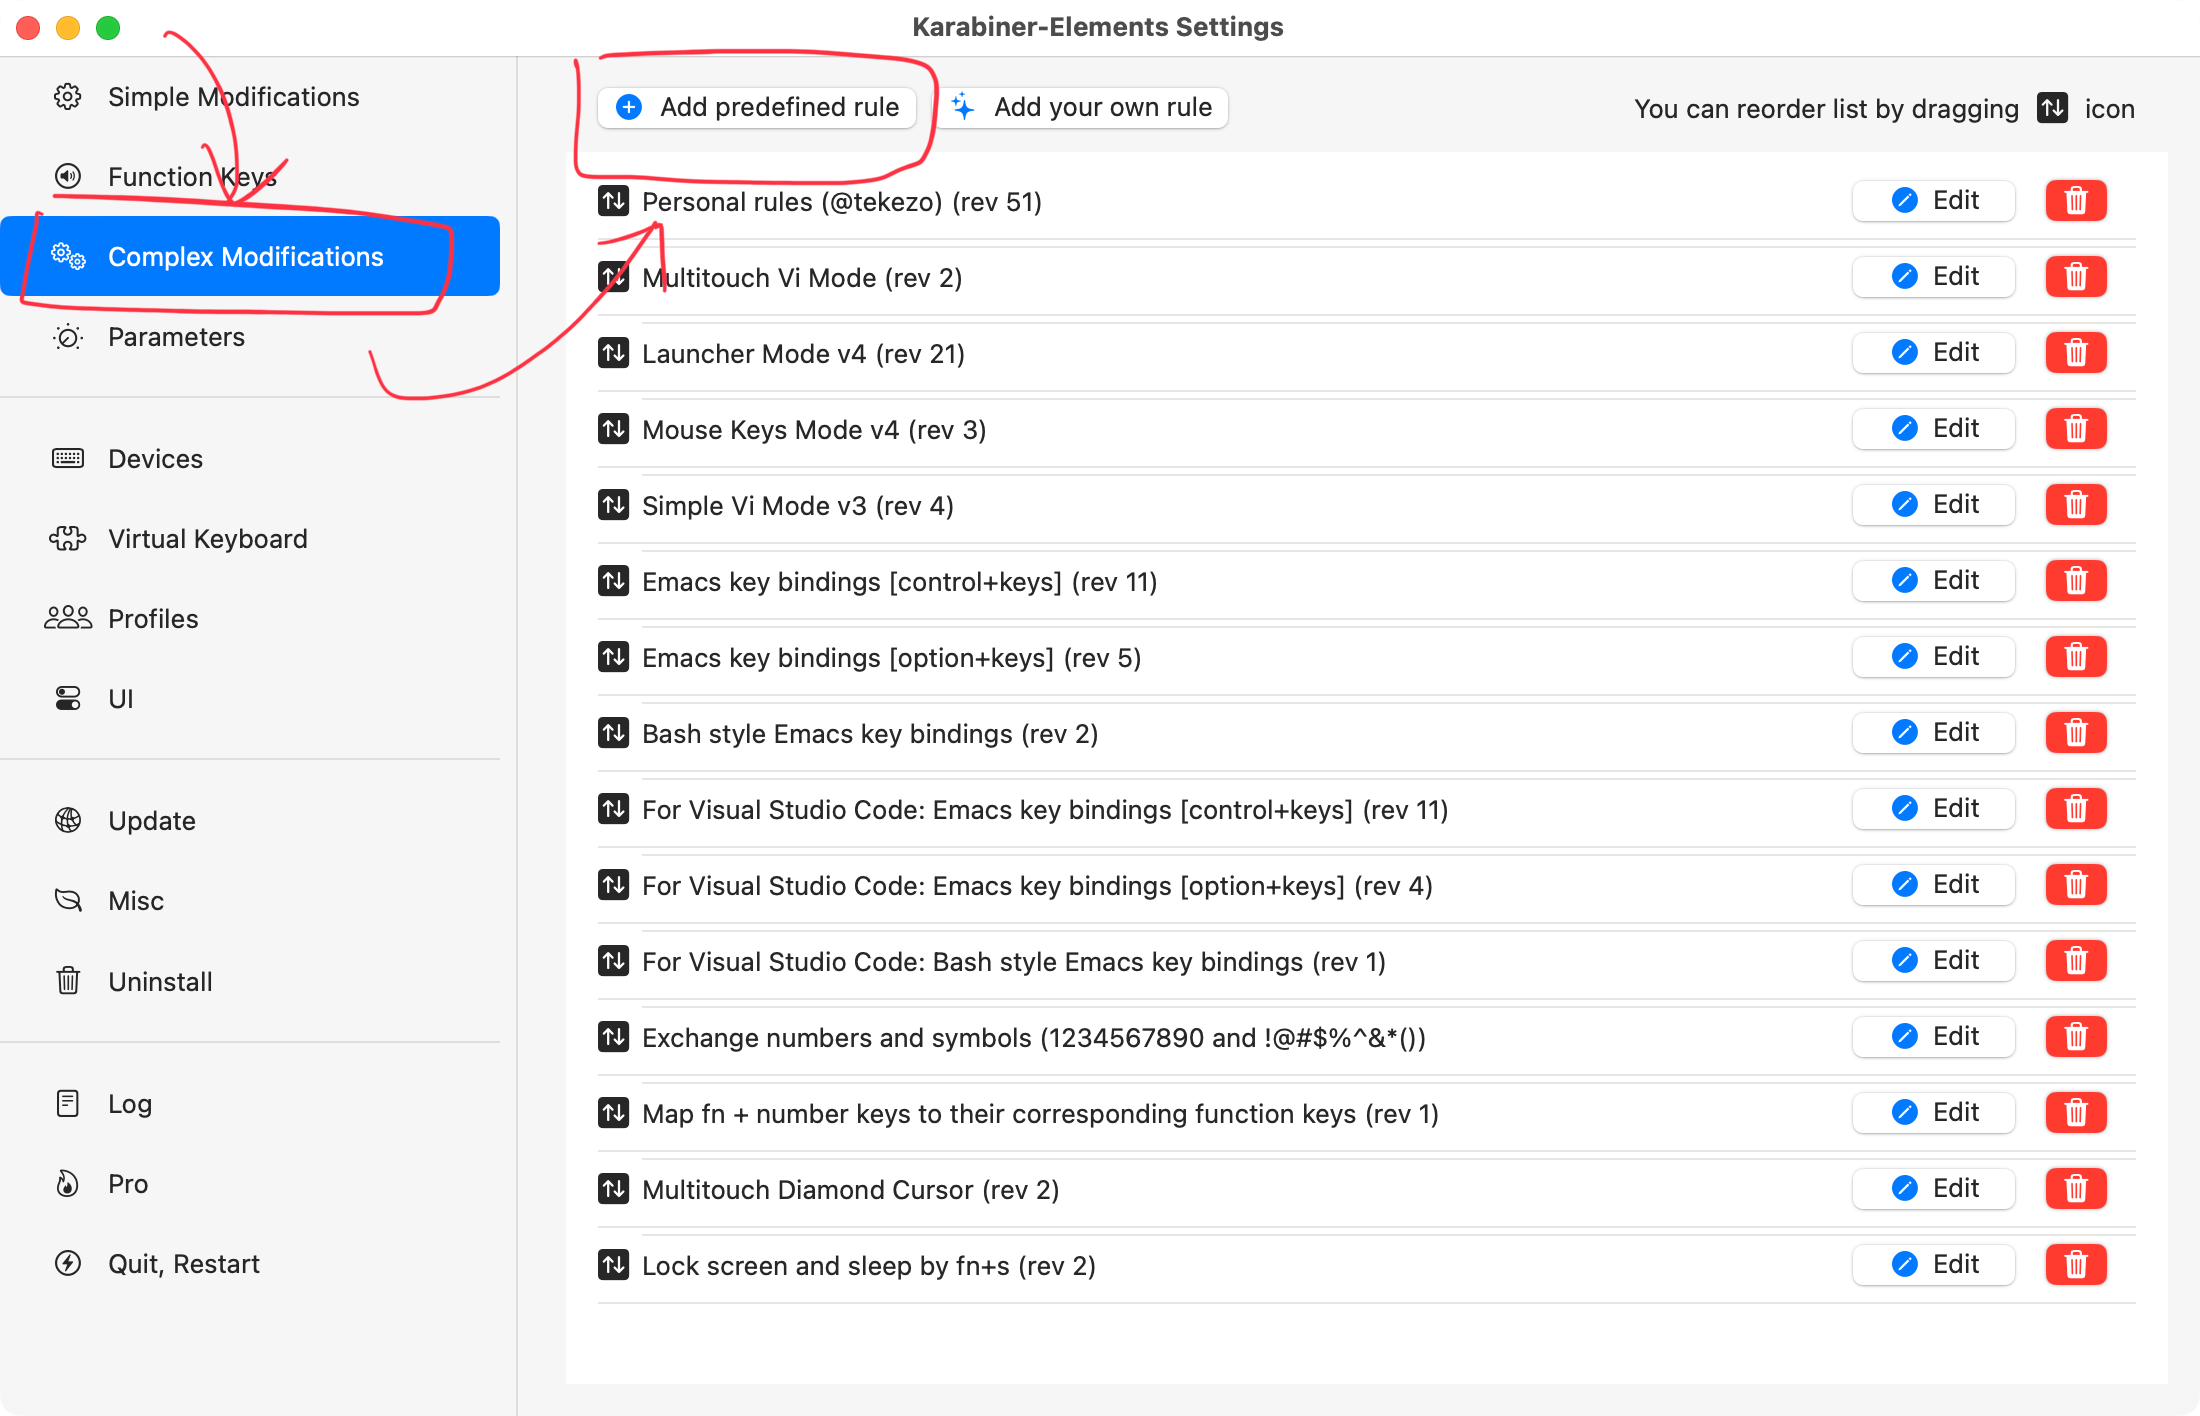 Karabiner-Elements Settings
Simple Modifications
Function Keys
Complex Modifications
Parameters
Devices
Virtual Keyboard
Profiles
UI
Update
Misc
Uninstall
Log
Pro
Quit, Restart
Add predefined rule
Add your own rule
You can reorder list by dragging icon
Personal rules (@tekezo) (rev 51)
Edit
Multitouch Vi Mode (rev 2)
Edit
Launcher Mode v4 (rev 21)
Edit
Mouse Keys Mode v4 (rev 3)
Edit
Simple Vi Mode v3 (rev 4)
Edit
Emacs key bindings [control+keys] (rev 11)
Edit
Emacs key bindings [option+keys] (rev 5)
Edit
Bash style Emacs key bindings (rev 2)
Edit
For Visual Studio Code: Emacs key bindings [control+keys] (rev 11)
Edit
For Visual Studio Code: Emacs key bindings [option+keys] (rev 4)
Edit
For Visual Studio Code: Bash style Emacs key bindings (rev 1)
Edit
Exchange numbers and symbols (1234567890 and !@#$%^&*())
Edit
Map fn + number keys to their corresponding function keys (rev 1)
Edit
Multitouch Diamond Cursor (rev 2)
Edit
Lock screen and sleep by fn+s (rev 2)
Edit